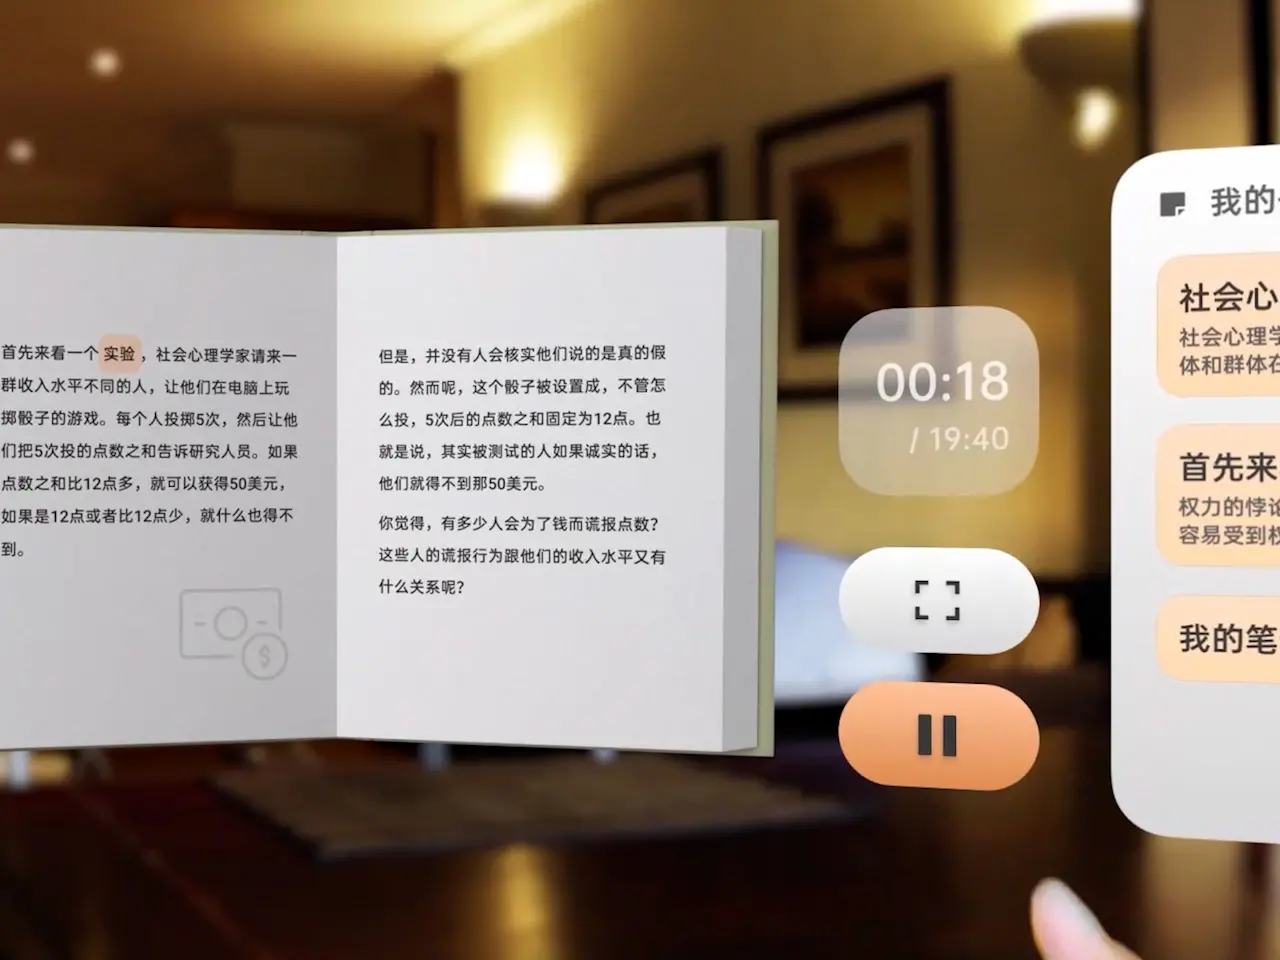 首先来看一个 实验 ，社会心理学家请来一
群收入水平不同的人，让他们在电脑上玩
掷骰子的游戏。每个人投掷5次，然后让他
们把5次投的点数之和告诉研究人员。如果
点数之和比12点多，就可以获得50美元，
如果是12点或者比12点少，就什么也得不
到。
$
但是，并没有人会核实他们说的是真的假
的。然而呢，这个骰子被设置成，不管怎
么投，5次后的点数之和固定为12点。也
就是说，其实被测试的人如果诚实的话，
他们就得不到那50美元。
你觉得，有多少人会为了钱而谎报点数？
这些人的谎报行为跟他们的收入水平又有
什么关系呢？
00:18
/ 19:40
我的
社会心
社会心理学
体和群体在
首先来
权力的悖论
容易受到权
我的笔